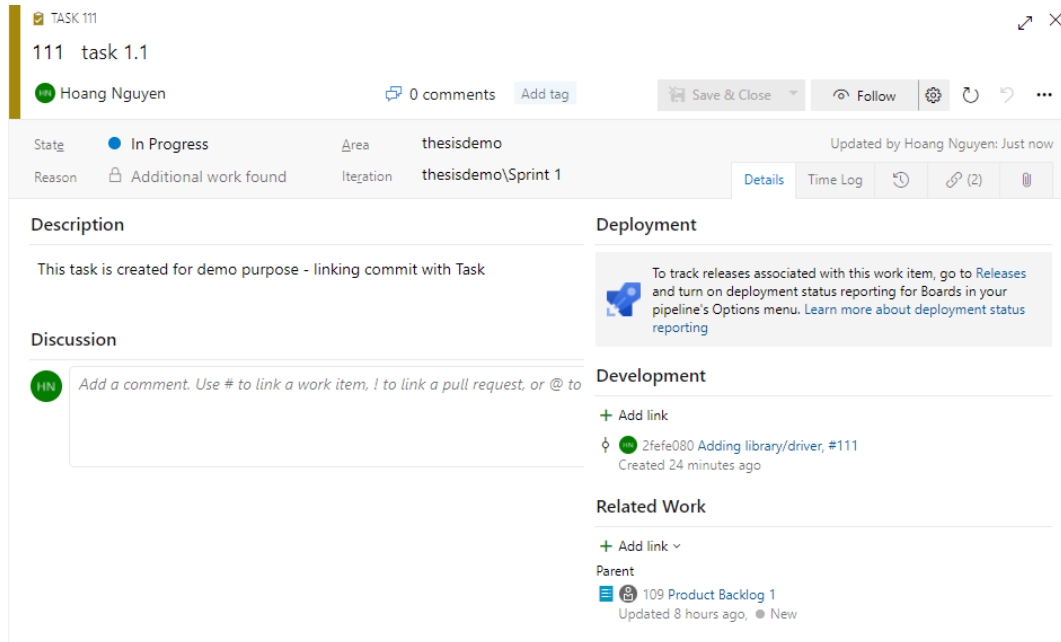 TASK 111
111 task 1.1
HN Hoang Nguyen
0 comments
Add tag
Save & Close
Follow
State In Progress
Area thesisdemo
Updated by Hoang Nguyen: Just now
Reason Additional work found
Iteration thesisdemo\Sprint 1
Details
Time Log
(2)
Description
This task is created for demo purpose - linking commit with Task
Discussion
HN
Add a comment. Use # to link a work item, ! to link a pull request, or @ to
Deployment
To track releases associated with this work item, go to Releases
and turn on deployment status reporting for Boards in your
pipeline's Options menu. Learn more about deployment status
reporting
Development
+ Add link
HN 2fefe080 Adding library/driver, #111
Created 24 minutes ago
Related Work
+ Add link
Parent
109 Product Backlog 1
Updated 8 hours ago, New